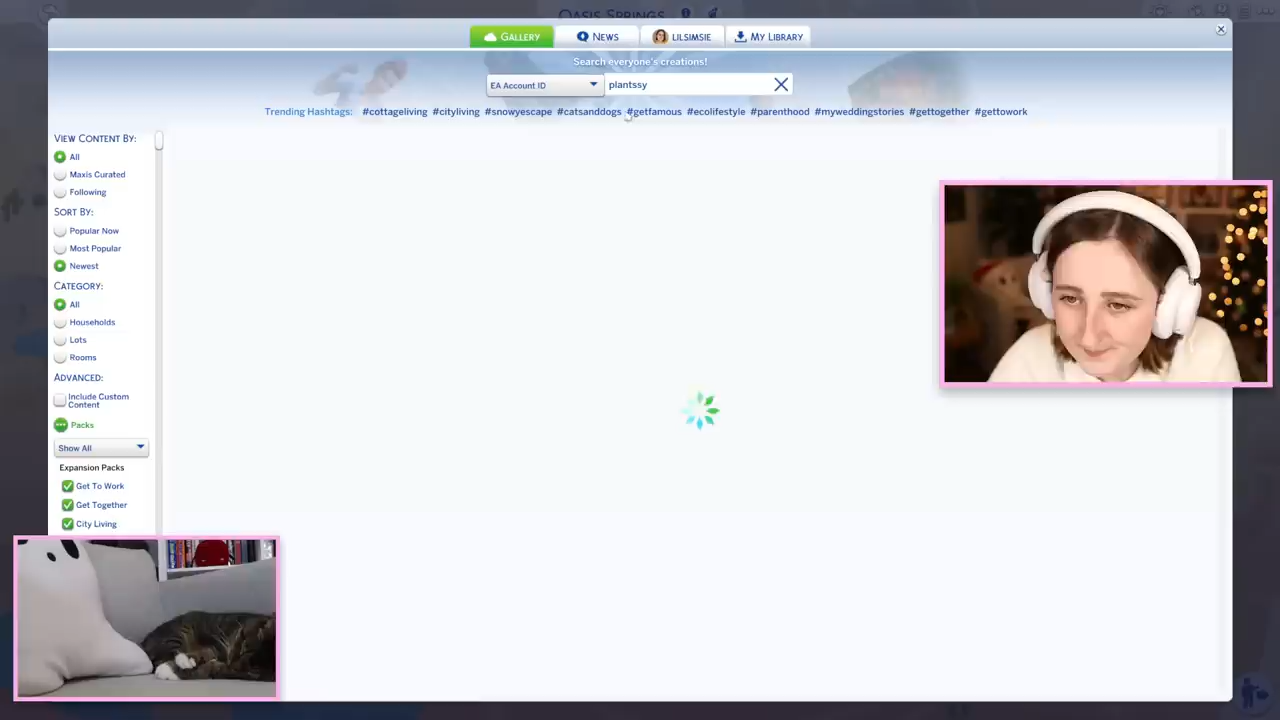 Oasis Springs
Gallery
News
lilsimsie
My Library
Search everyone's creations!
EA Account ID
plantssy
Trending Hashtags: #cottageliving #cityliving #snowyescape #catsanddogs #getfamous #ecolifestyle #parenthood #myweddingstories #gettogether #gettowork
View Content By:
All
Maxis Curated
Following
Sort By:
Popular Now
Most Popular
Newest
Category:
All
Households
Lots
Rooms
Advanced:
Include Custom
Content
Packs
Show All
Expansion Packs
Get To Work
Get Together
City Living